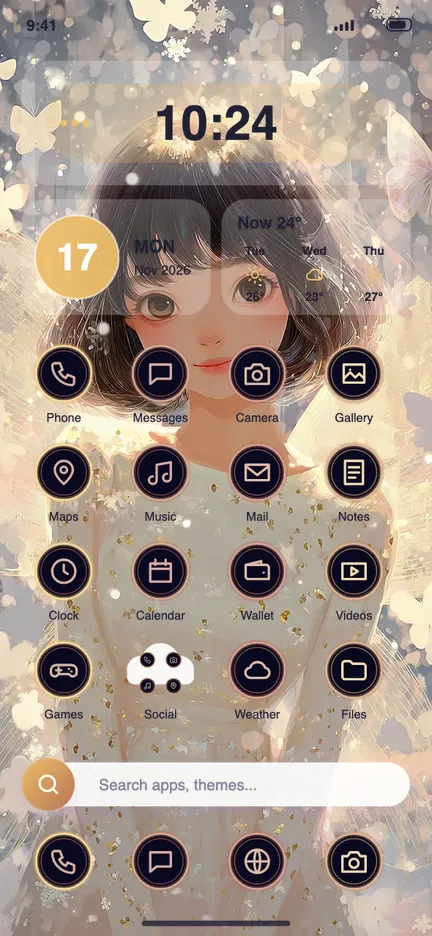 9:41
10:24
17
MON
Nov 2026
Now 24°
Tue Wed Thu
26° 23° 27°
Phone Messages Camera Gallery
Maps Music Mail Notes
Clock Calendar Wallet Videos
Games Social Weather Files
Search apps, themes...